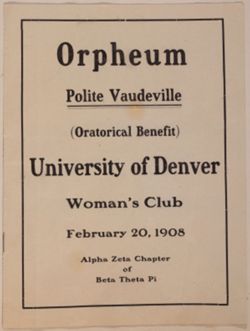 Orpheum
Polite Vaudeville
(Oratorical Benefit)
University of Denver
Woman's Club
February 20, 1908
Alpha Zeta Chapter
of
Beta Theta Pi